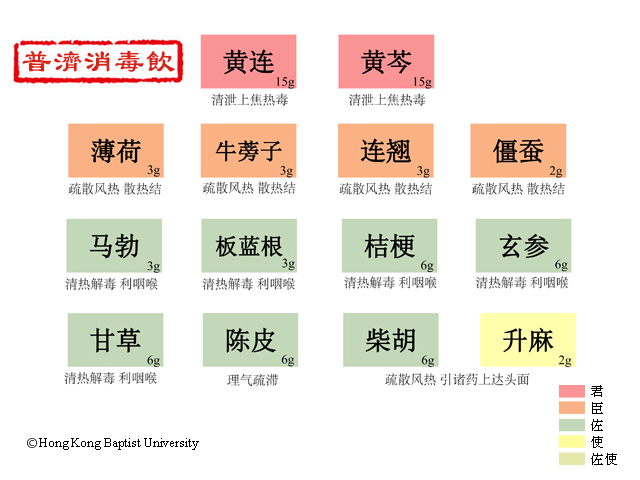 普濟消毒飲
黄连 15g
黄芩 15g
清泄上焦热毒
清泄上焦热毒
薄荷 3g
牛蒡子 3g
连翘 3g
僵蚕 2g
疏散风热 散热结
疏散风热 散热结
疏散风热 散热结
疏散风热 散热结
马勃 3g
板蓝根 3g
桔梗 6g
玄参 6g
清热解毒 利咽喉
清热解毒 利咽喉
清热解毒 利咽喉
清热解毒 利咽喉
甘草 6g
陈皮 6g
柴胡 6g
升麻 2g
清热解毒 利咽喉
理气疏滞
疏散风热 引诸药上达头面
君
臣
佐
使
佐使
©Hong Kong Baptist University